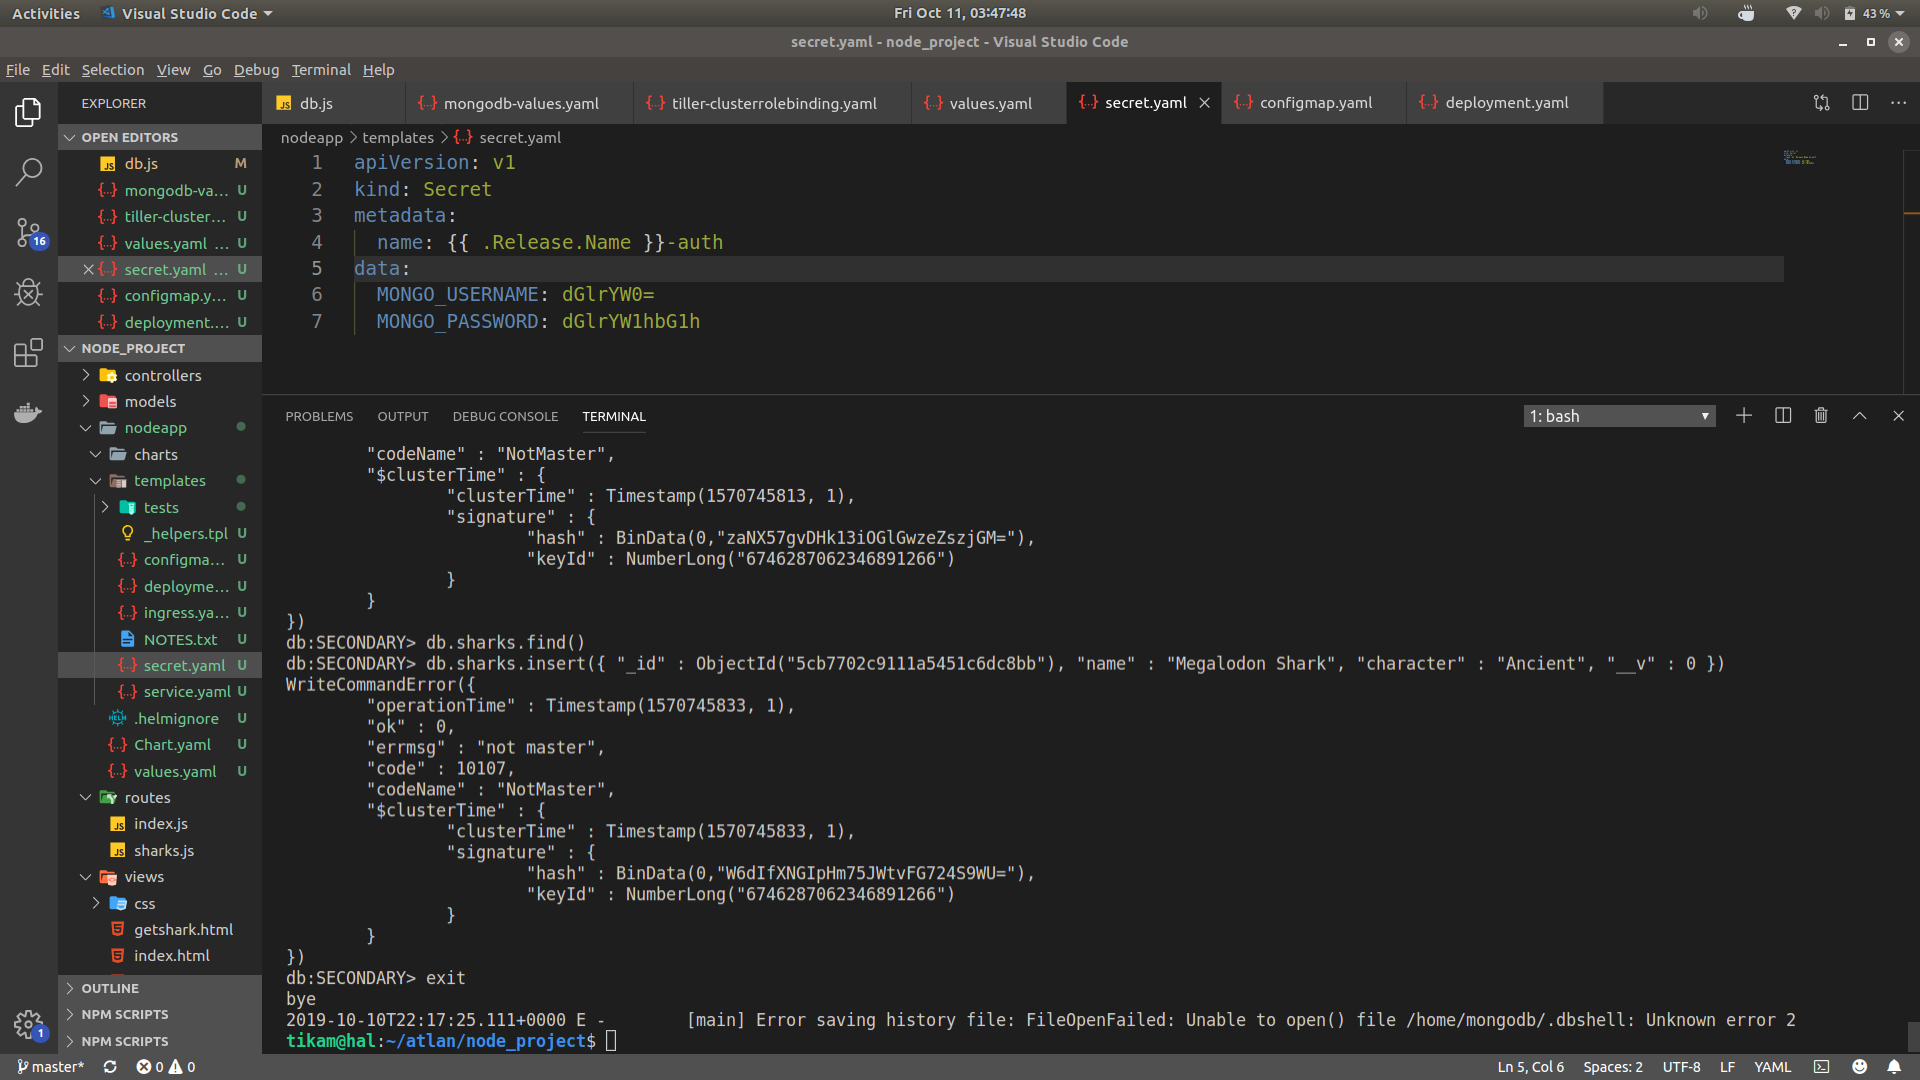 Activities
Visual Studio Code
Fri Oct 11, 03:47:48
43 %
secret.yaml - node_project - Visual Studio Code
File Edit Selection View Go Debug Terminal Help
EXPLORER
OPEN EDITORS
db.js M
mongodb-va... U
tiller-cluster... U
values.yaml ... U
secret.yaml ... U
configmap.y... U
deployment.... U
NODE_PROJECT
controllers
models
nodeapp
charts
templates
tests
_helpers.tpl U
configma... U
deployme... U
ingress.ya... U
NOTES.txt U
secret.yaml U
service.yaml U
.helmignore U
Chart.yaml U
values.yaml U
routes
index.js
sharks.js
views
css
getshark.html
index.html
OUTLINE
NPM SCRIPTS
NPM SCRIPTS
16
1
db.js
mongodb-values.yaml
tiller-clusterrolebinding.yaml
values.yaml
secret.yaml
configmap.yaml
deployment.yaml
nodeapp > templates > secret.yaml
1 apiVersion: v1
2 kind: Secret
3 metadata:
4 name: {{ .Release.Name }}-auth
5 data:
6 MONGO_USERNAME: dGlrYW0=
7 MONGO_PASSWORD: dGlrYW1hbG1h
PROBLEMS OUTPUT DEBUG CONSOLE TERMINAL
1: bash
"codeName" : "NotMaster",
"$clusterTime" : {
"clusterTime" : Timestamp(1570745813, 1),
"signature" : {
"hash" : BinData(0,"zaNX57gvDHk13iOGlGwzeZszjGM="),
"keyId" : NumberLong("6746287062346891266")
}
}
})
db:SECONDARY> db.sharks.find()
db:SECONDARY> db.sharks.insert({ "_id" : ObjectId("5cb7702c9111a5451c6dc8bb"), "name" : "Megalodon Shark", "character" : "Ancient", "__v" : 0 })
WriteCommandError({
"operationTime" : Timestamp(1570745833, 1),
"ok" : 0,
"errmsg" : "not master",
"code" : 10107,
"codeName" : "NotMaster",
"$clusterTime" : {
"clusterTime" : Timestamp(1570745833, 1),
"signature" : {
"hash" : BinData(0,"W6dIfXNGIpHm75JWtvFG724S9WU="),
"keyId" : NumberLong("6746287062346891266")
}
}
})
db:SECONDARY> exit
bye
2019-10-10T22:17:25.111+0000 E - [main] Error saving history file: FileOpenFailed: Unable to open() file /home/mongodb/.dbshell: Unknown error 2
tikam@hal:~/atlan/node_project$
master* 0 0
Ln 5, Col 6 Spaces: 2 UTF-8 LF YAML